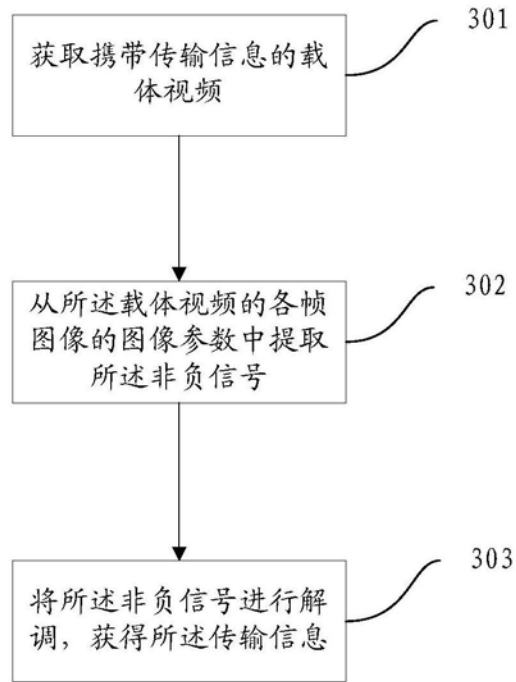 获取携带传输信息的载
体视频
301
从所述载体视频的各帧
图像的图像参数中提取
所述非负信号
302
将所述非负信号进行解
调，获得所述传输信息
303